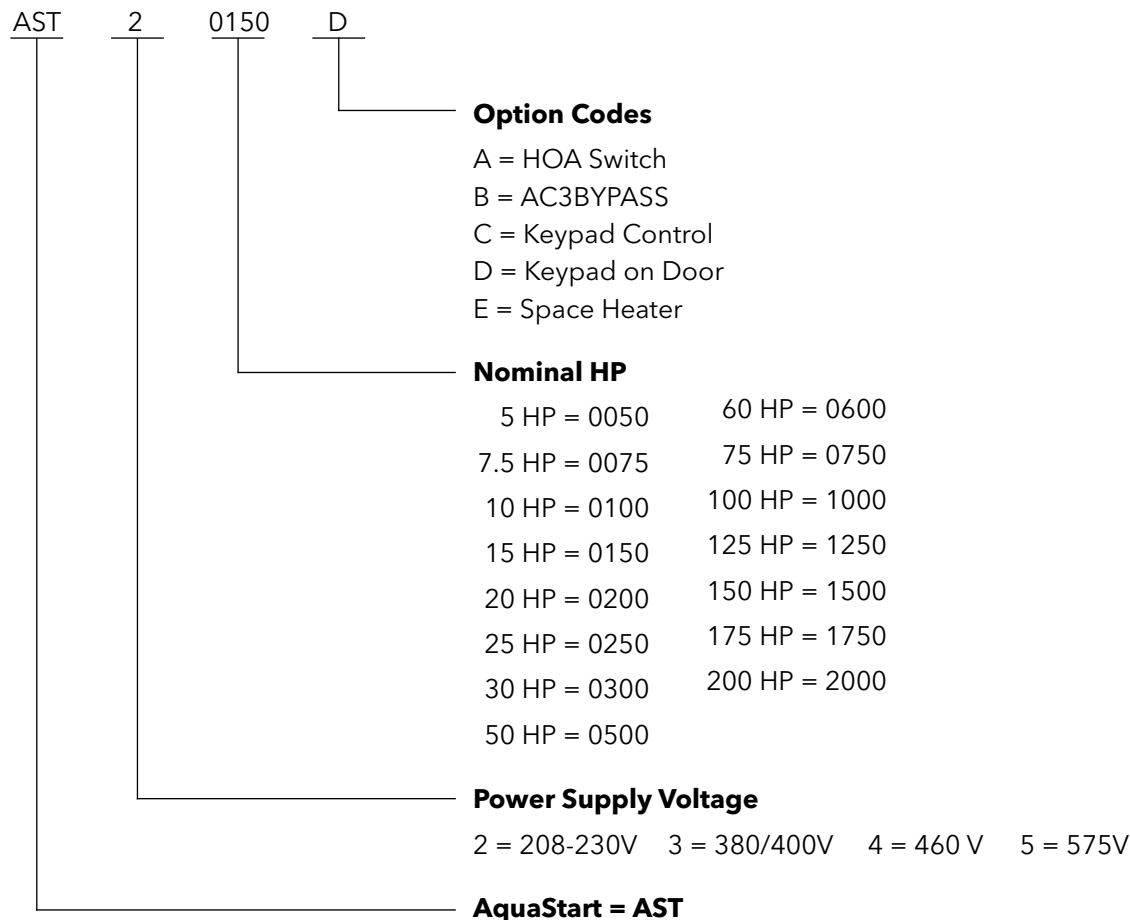 AST 2 0150 D
Option Codes
A = HOA Switch
B = AC3BYPASS
C = Keypad Control
D = Keypad on Door
E = Space Heater
Nominal HP
5 HP = 0050
7.5 HP = 0075
10 HP = 0100
15 HP = 0150
20 HP = 0200
25 HP = 0250
30 HP = 0300
50 HP = 0500
60 HP = 0600
75 HP = 0750
100 HP = 1000
125 HP = 1250
150 HP = 1500
175 HP = 1750
200 HP = 2000
Power Supply Voltage
2 = 208-230V 3 = 380/400V 4 = 460 V 5 = 575V
AquaStart = AST